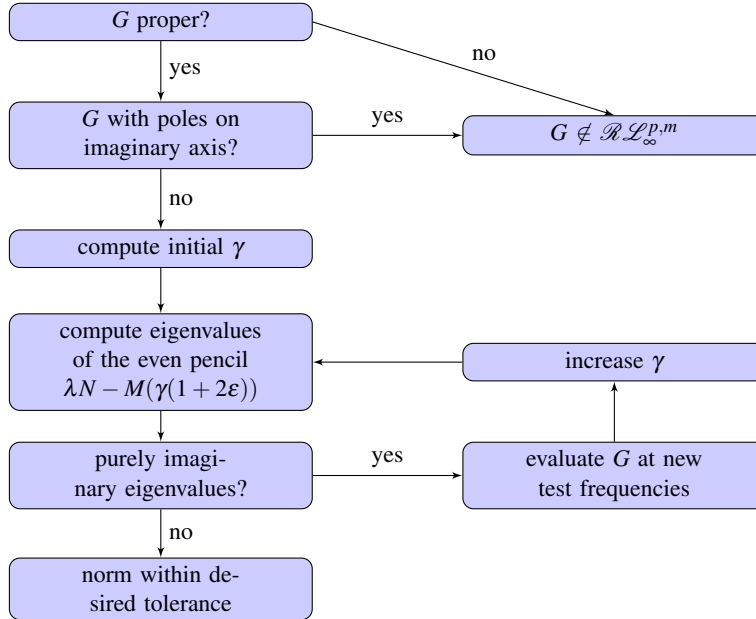 G proper?
no
yes
G with poles on
imaginary axis?
yes
G ∉ ℛℒ∞^{p,m}
no
compute initial γ
compute eigenvalues
of the even pencil
λN − M(γ(1 + 2ε))
increase γ
purely imagi-
nary eigenvalues?
yes
evaluate G at new
test frequencies
no
norm within de-
sired tolerance